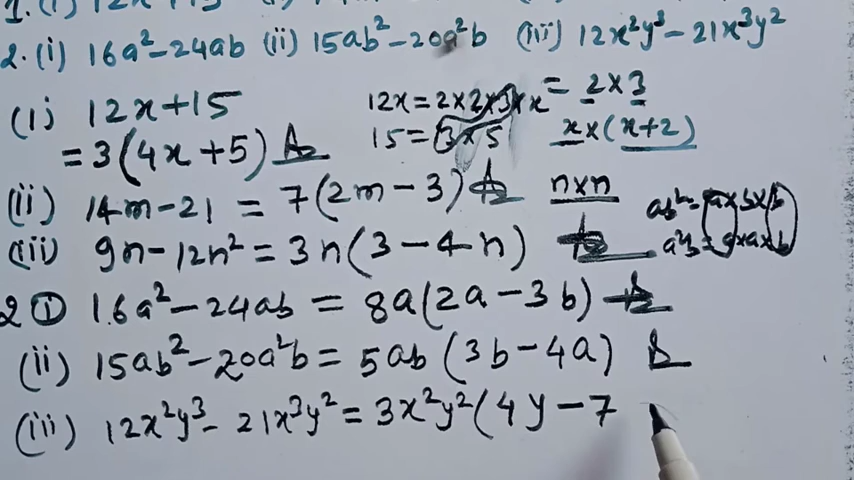 2. (i) 16a²-24ab (ii) 15ab²-20a²b (iii) 12x²y³-21x³y²
(i) 12x+15
12x=2×2×3×x
=2×3
=3(4x+5)
15=3×5
x×(x+2)
(ii) 14m-21=7(2m-3)
n×n
ab²=a×b×b
(iii) 9n-12n²=3n(3-4n)
a²b=a×a×b
2 (i) 16a²-24ab=8a(2a-3b)
(ii) 15ab²-20a²b=5ab(3b-4a)
(iii) 12x²y³-21x³y²=3x²y²(4y-7